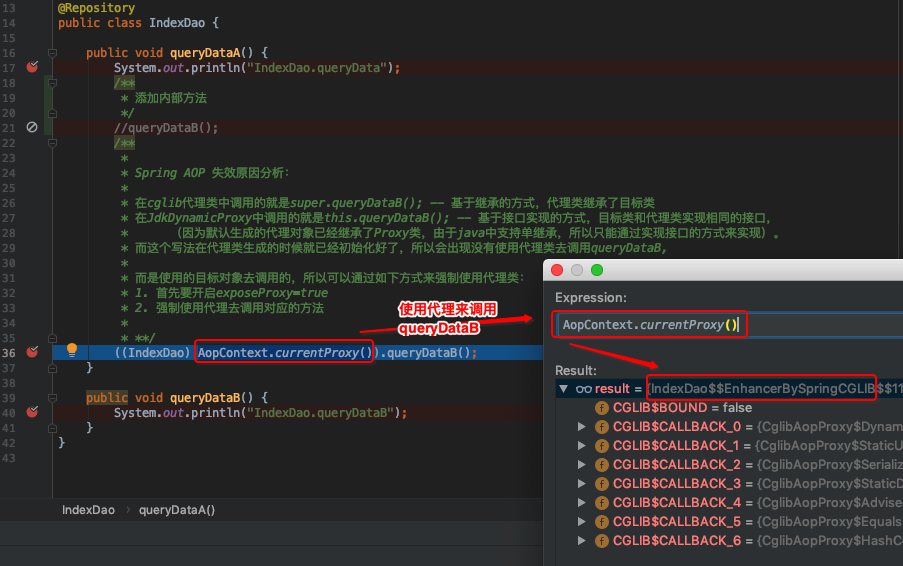 13 @Repository
14 public class IndexDao {
15
16 public void queryDataA() {
17 System.out.println("IndexDao.queryData");
18 /**
19 * 添加内部方法
20 */
21 //queryDataB();
22 /**
23 *
24 * Spring AOP 失效原因分析：
25 *
26 * 在cglib代理类中调用的就是super.queryDataB(); —— 基于继承的方式，代理类继承了目标类
27 * 在JdkDynamicProxy中调用的就是this.queryDataB(); —— 基于接口实现的方式，目标类和代理类实现相同的接口，
28 * （因为默认生成的代理对象已经继承了Proxy类，由于java中支持单继承，所以只能通过实现接口的方式来实现）。
29 * 而这个写法在代理类生成的时候就已经初始化好了，所以会出现没有使用代理类去调用queryDataB,
30 *
31 * 而是使用的目标对象去调用的，所以可以通过如下方式来强制使用代理类：
32 * 1. 首先要开启exposeProxy=true
33 * 2. 强制使用代理去调用对应的方法
34 *
35 * **/
36 ((IndexDao) AopContext.currentProxy()).queryDataB();
37 }
38
39 public void queryDataB() {
40 System.out.println("IndexDao.queryDataB");
41 }
42 }
43
使用代理来调用
queryDataB
IndexDao › queryDataA()
Expression:
AopContext.currentProxy()
Result:
result = {IndexDao$$EnhancerBySpringCGLIB$$11
CGLIB$BOUND = false
CGLIB$CALLBACK_0 = {CglibAopProxy$Dynam
CGLIB$CALLBACK_1 = {CglibAopProxy$StaticU
CGLIB$CALLBACK_2 = {CglibAopProxy$Serializ
CGLIB$CALLBACK_3 = {CglibAopProxy$StaticD
CGLIB$CALLBACK_4 = {CglibAopProxy$Advise
CGLIB$CALLBACK_5 = {CglibAopProxy$Equals
CGLIB$CALLBACK_6 = {CglibAopProxy$HashC